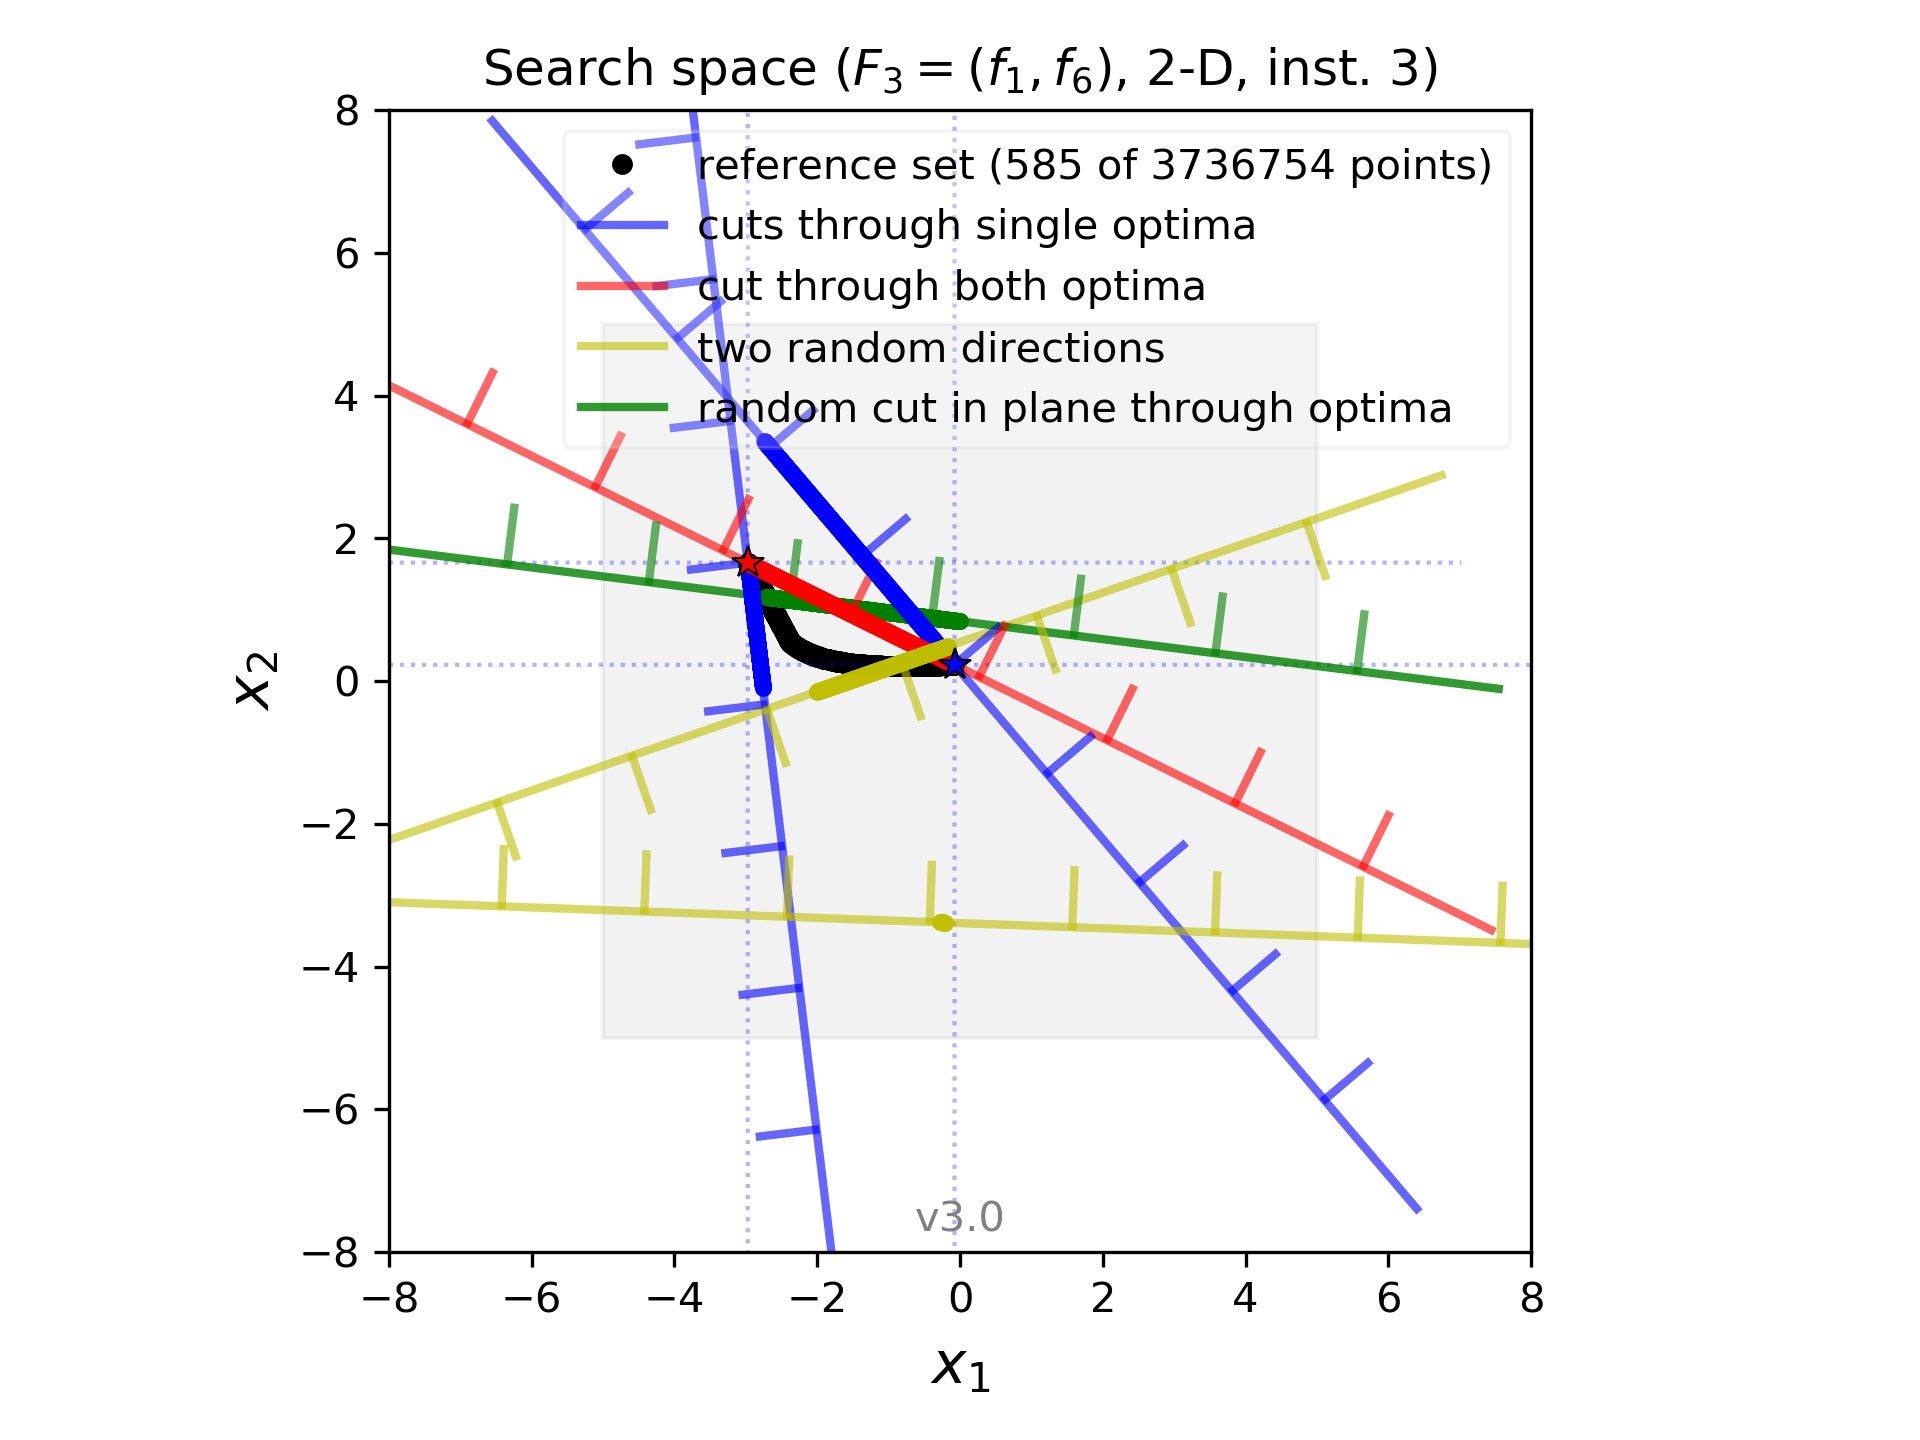 Search space (F3 = (f1, f6), 2-D, inst. 3)
8
6
4
2
0
−2
−4
−6
−8
x2
reference set (585 of 3736754 points)
cuts through single optima
cut through both optima
two random directions
random cut in plane through optima
v3.0
−8 −6 −4 −2 0 2 4 6 8
x1